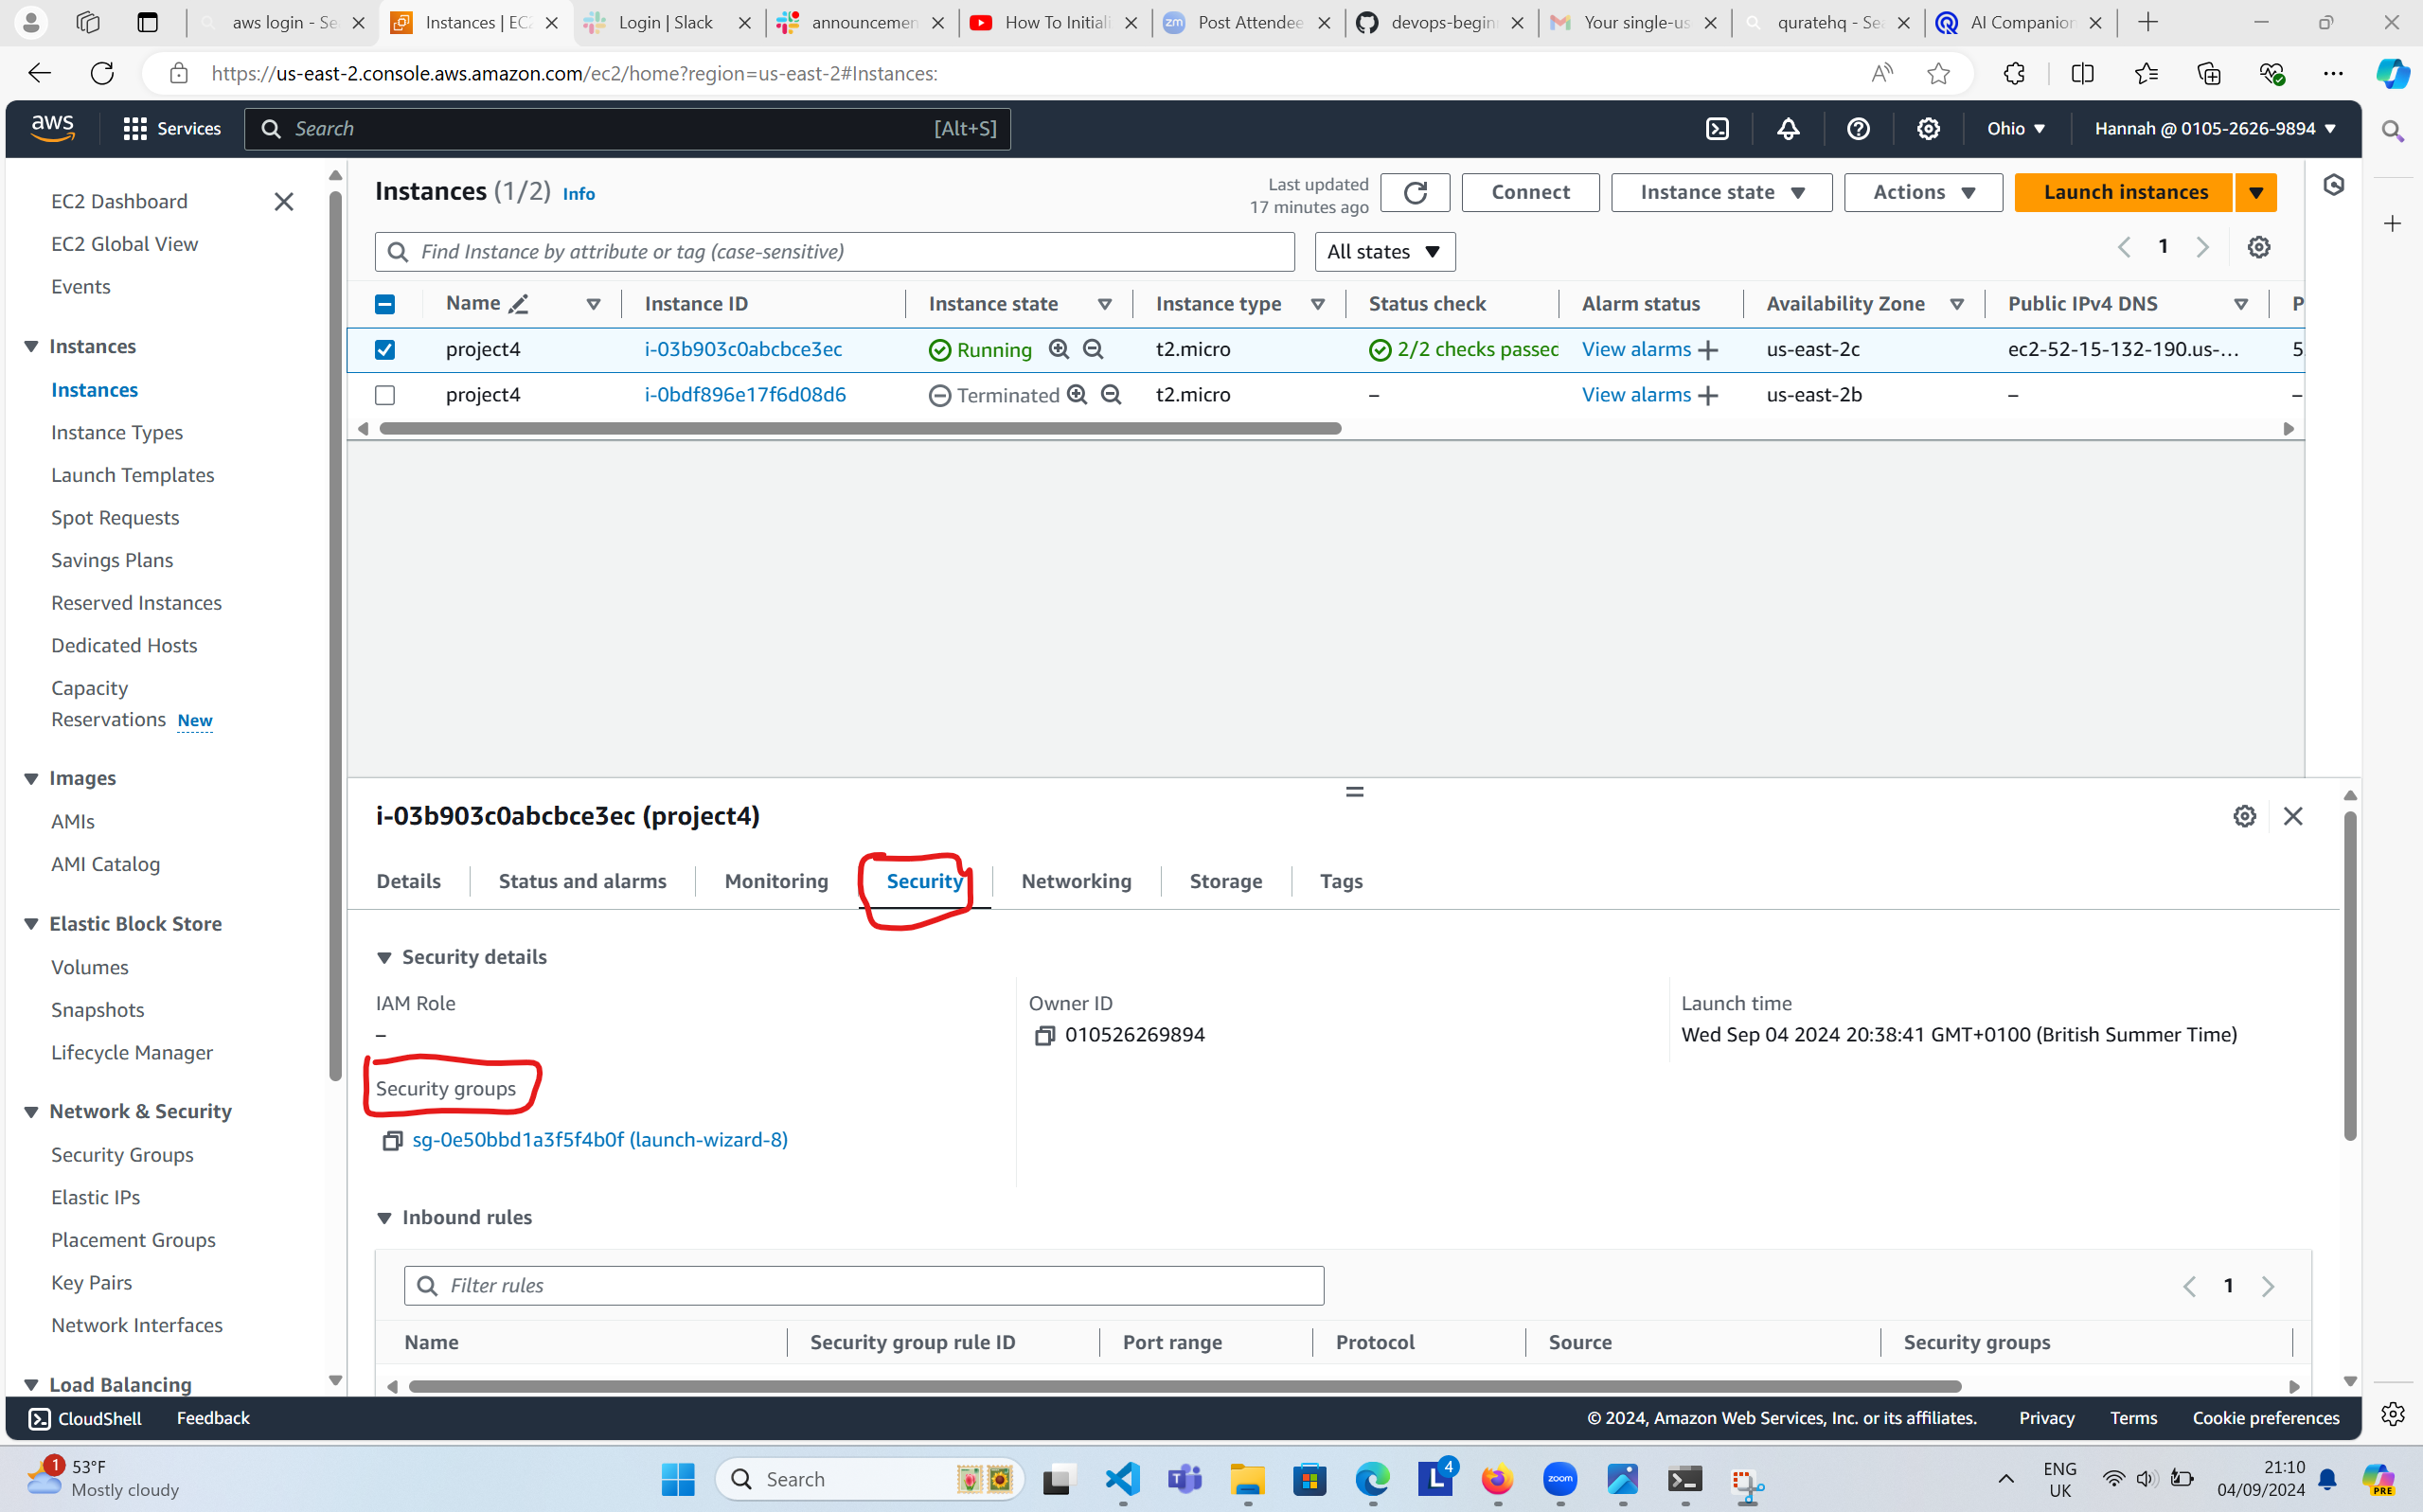 aws login - Se
Instances | EC2
Login | Slack
announcemen
How To Initiali
zm
Post Attendee
devops-begin
Your single-us
quratehq - Sea
AI Companion
https://us-east-2.console.aws.amazon.com/ec2/home?region=us-east-2#Instances:
aws
Services
Search
[Alt+S]
Ohio
Hannah @ 0105-2626-9894
EC2 Dashboard
EC2 Global View
Events
Instances
Instances
Instance Types
Launch Templates
Spot Requests
Savings Plans
Reserved Instances
Dedicated Hosts
Capacity
Reservations New
Images
AMIs
AMI Catalog
Elastic Block Store
Volumes
Snapshots
Lifecycle Manager
Network & Security
Security Groups
Elastic IPs
Placement Groups
Key Pairs
Network Interfaces
Load Balancing
Instances (1/2) Info
Last updated
17 minutes ago
Connect
Instance state
Actions
Launch instances
Find Instance by attribute or tag (case-sensitive)
All states
1
Name Instance ID Instance state Instance type Status check Alarm status Availability Zone Public IPv4 DNS P
project4 i-03b903c0abcbce3ec Running t2.micro 2/2 checks passed View alarms us-east-2c ec2-52-15-132-190.us-... 5
project4 i-0bdf896e17f6d08d6 Terminated t2.micro – View alarms us-east-2b – –
i-03b903c0abcbce3ec (project4)
Details Status and alarms Monitoring Security Networking Storage Tags
Security details
IAM Role
–
Owner ID
010526269894
Launch time
Wed Sep 04 2024 20:38:41 GMT+0100 (British Summer Time)
Security groups
sg-0e50bbd1a3f5f4b0f (launch-wizard-8)
Inbound rules
Filter rules
1
Name Security group rule ID Port range Protocol Source Security groups
CloudShell Feedback
© 2024, Amazon Web Services, Inc. or its affiliates. Privacy Terms Cookie preferences
1
53°F
Mostly cloudy
Search
L
4
zoom
ENG
UK
21:10
04/09/2024
PRE